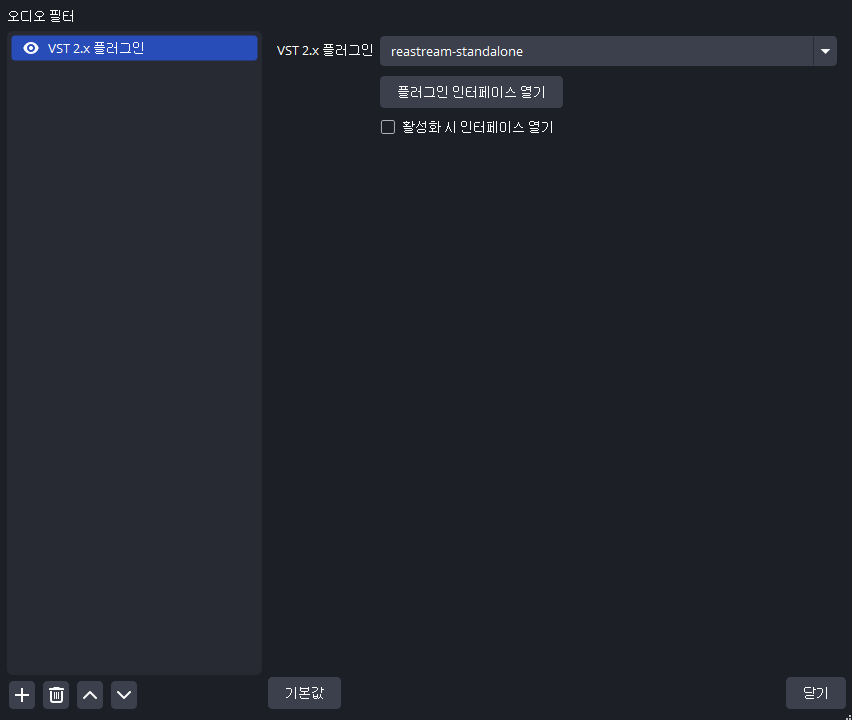 오디오 필터
VST 2.x 플러그인
VST 2.x 플러그인
reastream-standalone
플러그인 인터페이스 열기
활성화 시 인터페이스 열기
기본값
닫기